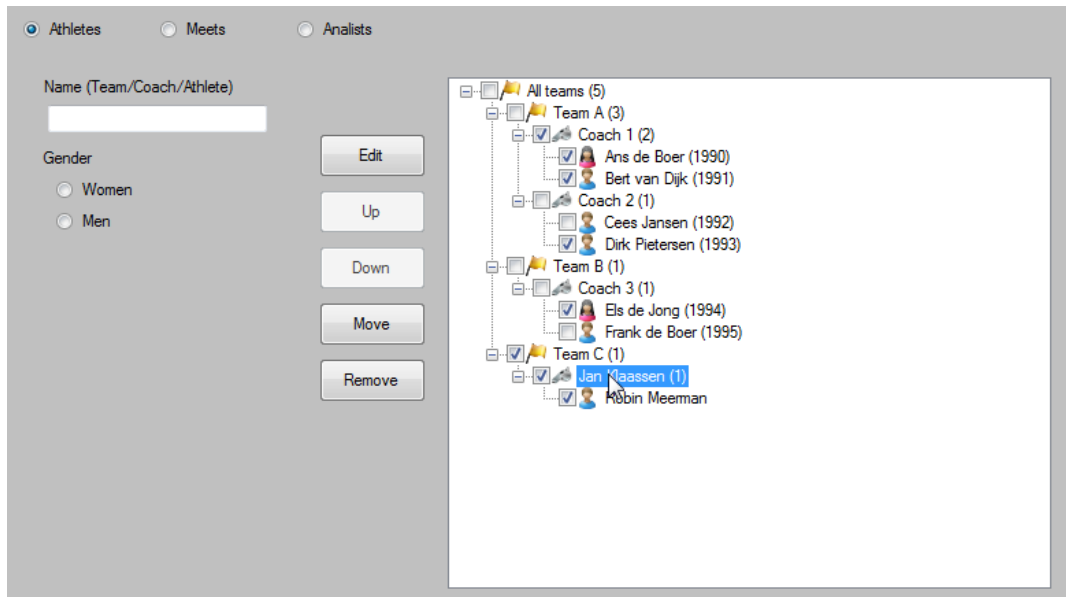 Athletes Meets Analists
Name (Team/Coach/Athlete)
Gender
Women
Men
Edit
Up
Down
Move
Remove
All teams (5)
Team A (3)
Coach 1 (2)
Ans de Boer (1990)
Bert van Dijk (1991)
Coach 2 (1)
Cees Jansen (1992)
Dirk Pietersen (1993)
Team B (1)
Coach 3 (1)
Els de Jong (1994)
Frank de Boer (1995)
Team C (1)
Jan Klaassen (1)
Robin Meerman